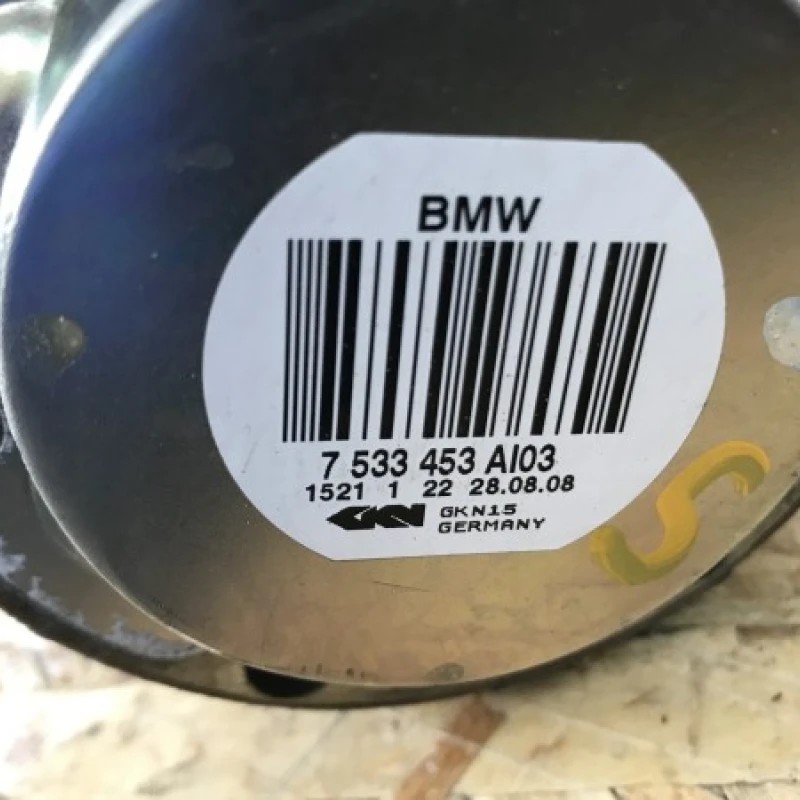 BMW
7 533 453 AI03
1521 1 22 28.08.08
GKN GKN15
GERMANY
S